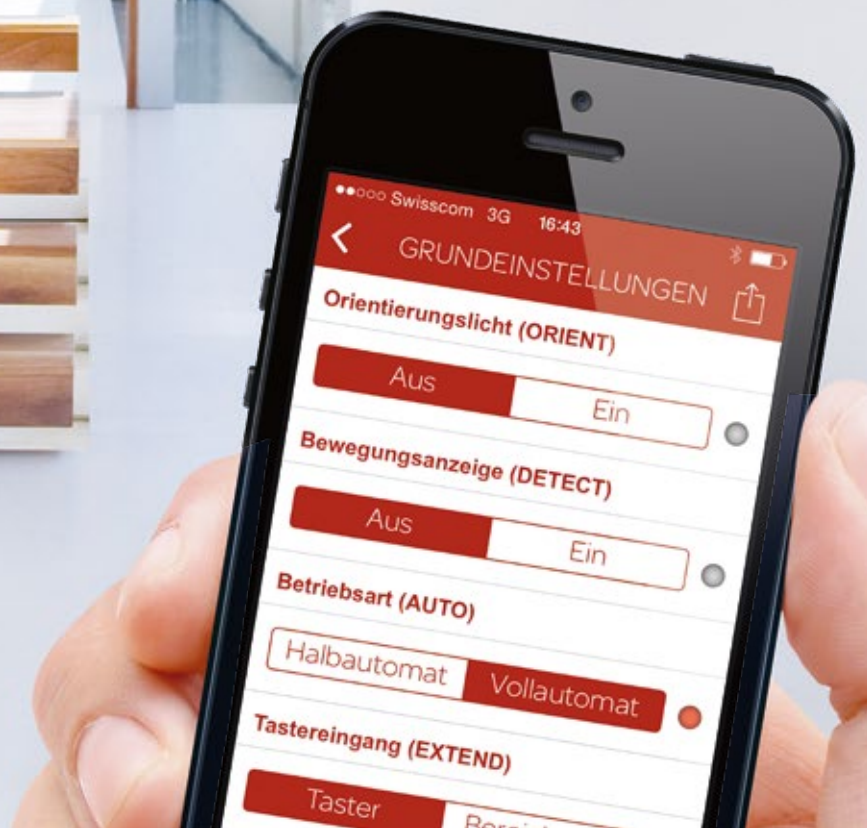 Swisscom 3G 16:43
GRUNDEINSTELLUNGEN
Orientierungslicht (ORIENT)
Aus Ein
Bewegungsanzeige (DETECT)
Aus Ein
Betriebsart (AUTO)
Halbautomat Vollautomat
Tastereingang (EXTEND)
Taster